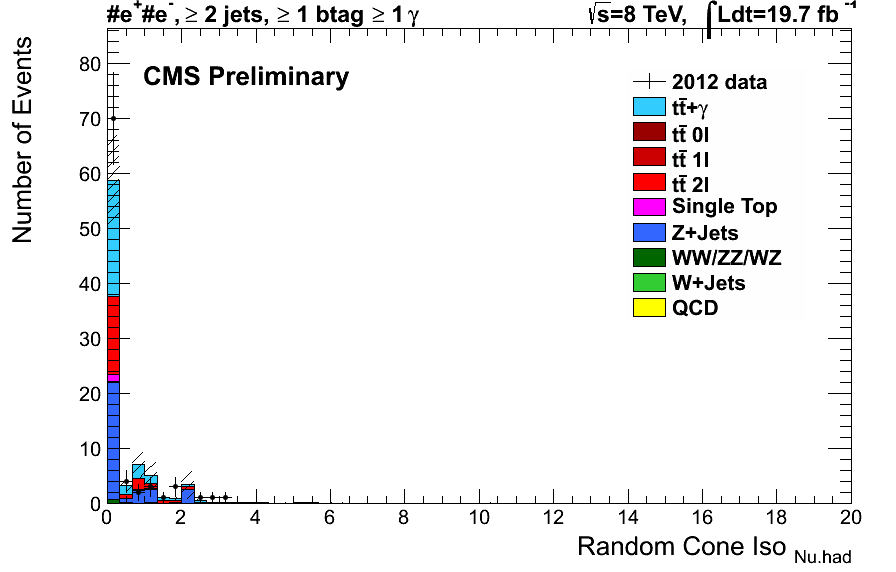 #e⁺#e⁻, ≥ 2 jets, ≥ 1 btag ≥ 1 γ
√s=8 TeV, ∫Ldt=19.7 fb⁻¹
CMS Preliminary
2012 data
tt̄+γ
tt̄ 0l
tt̄ 1l
tt̄ 2l
Single Top
Z+Jets
WW/ZZ/WZ
W+Jets
QCD
Number of Events
80
70
60
50
40
30
20
10
0
0 2 4 6 8 10 12 14 16 18 20
Random Cone Iso Nu.had